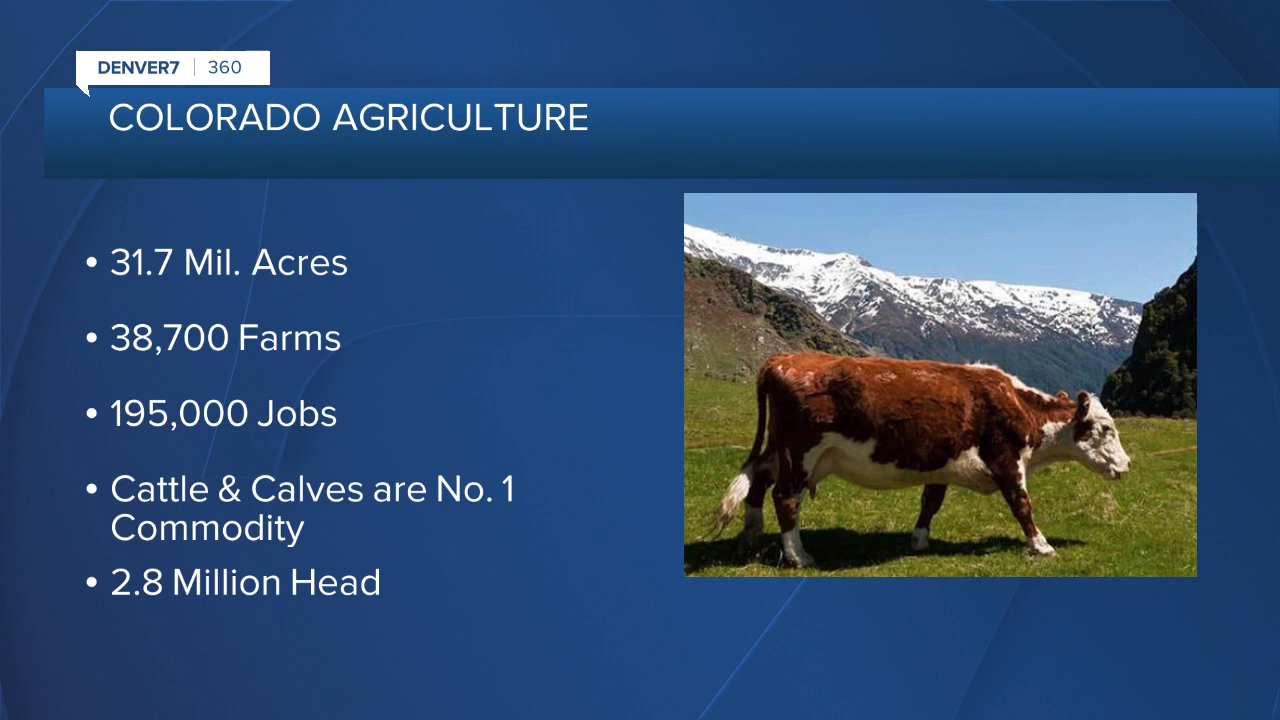 DENVER7 | 360
COLORADO AGRICULTURE
• 31.7 Mil. Acres
• 38,700 Farms
• 195,000 Jobs
• Cattle & Calves are No. 1
Commodity
• 2.8 Million Head